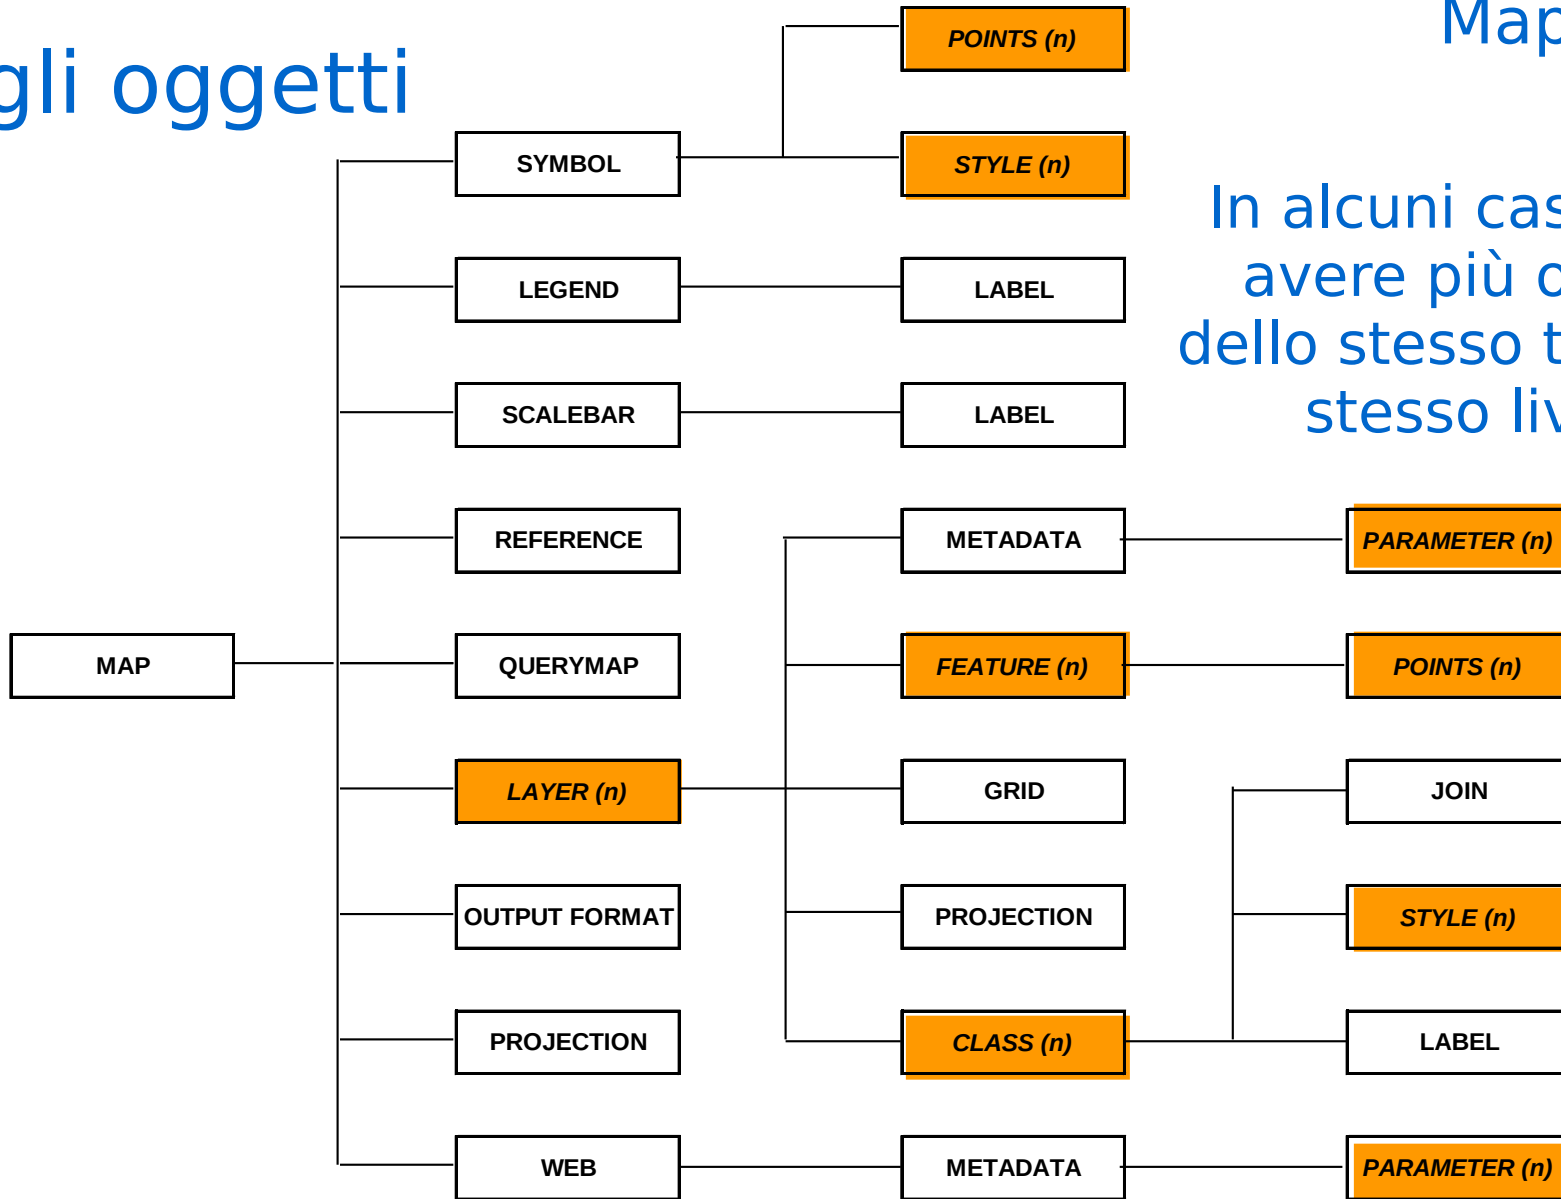 gli oggetti
Map
In alcuni cas
avere più o
dello stesso t
stesso liv
POINTS (n)
SYMBOL
STYLE (n)
LEGEND
LABEL
SCALEBAR
LABEL
REFERENCE
METADATA
PARAMETER (n)
MAP
QUERYMAP
FEATURE (n)
POINTS (n)
LAYER (n)
GRID
JOIN
OUTPUT FORMAT
PROJECTION
STYLE (n)
PROJECTION
CLASS (n)
LABEL
WEB
METADATA
PARAMETER (n)